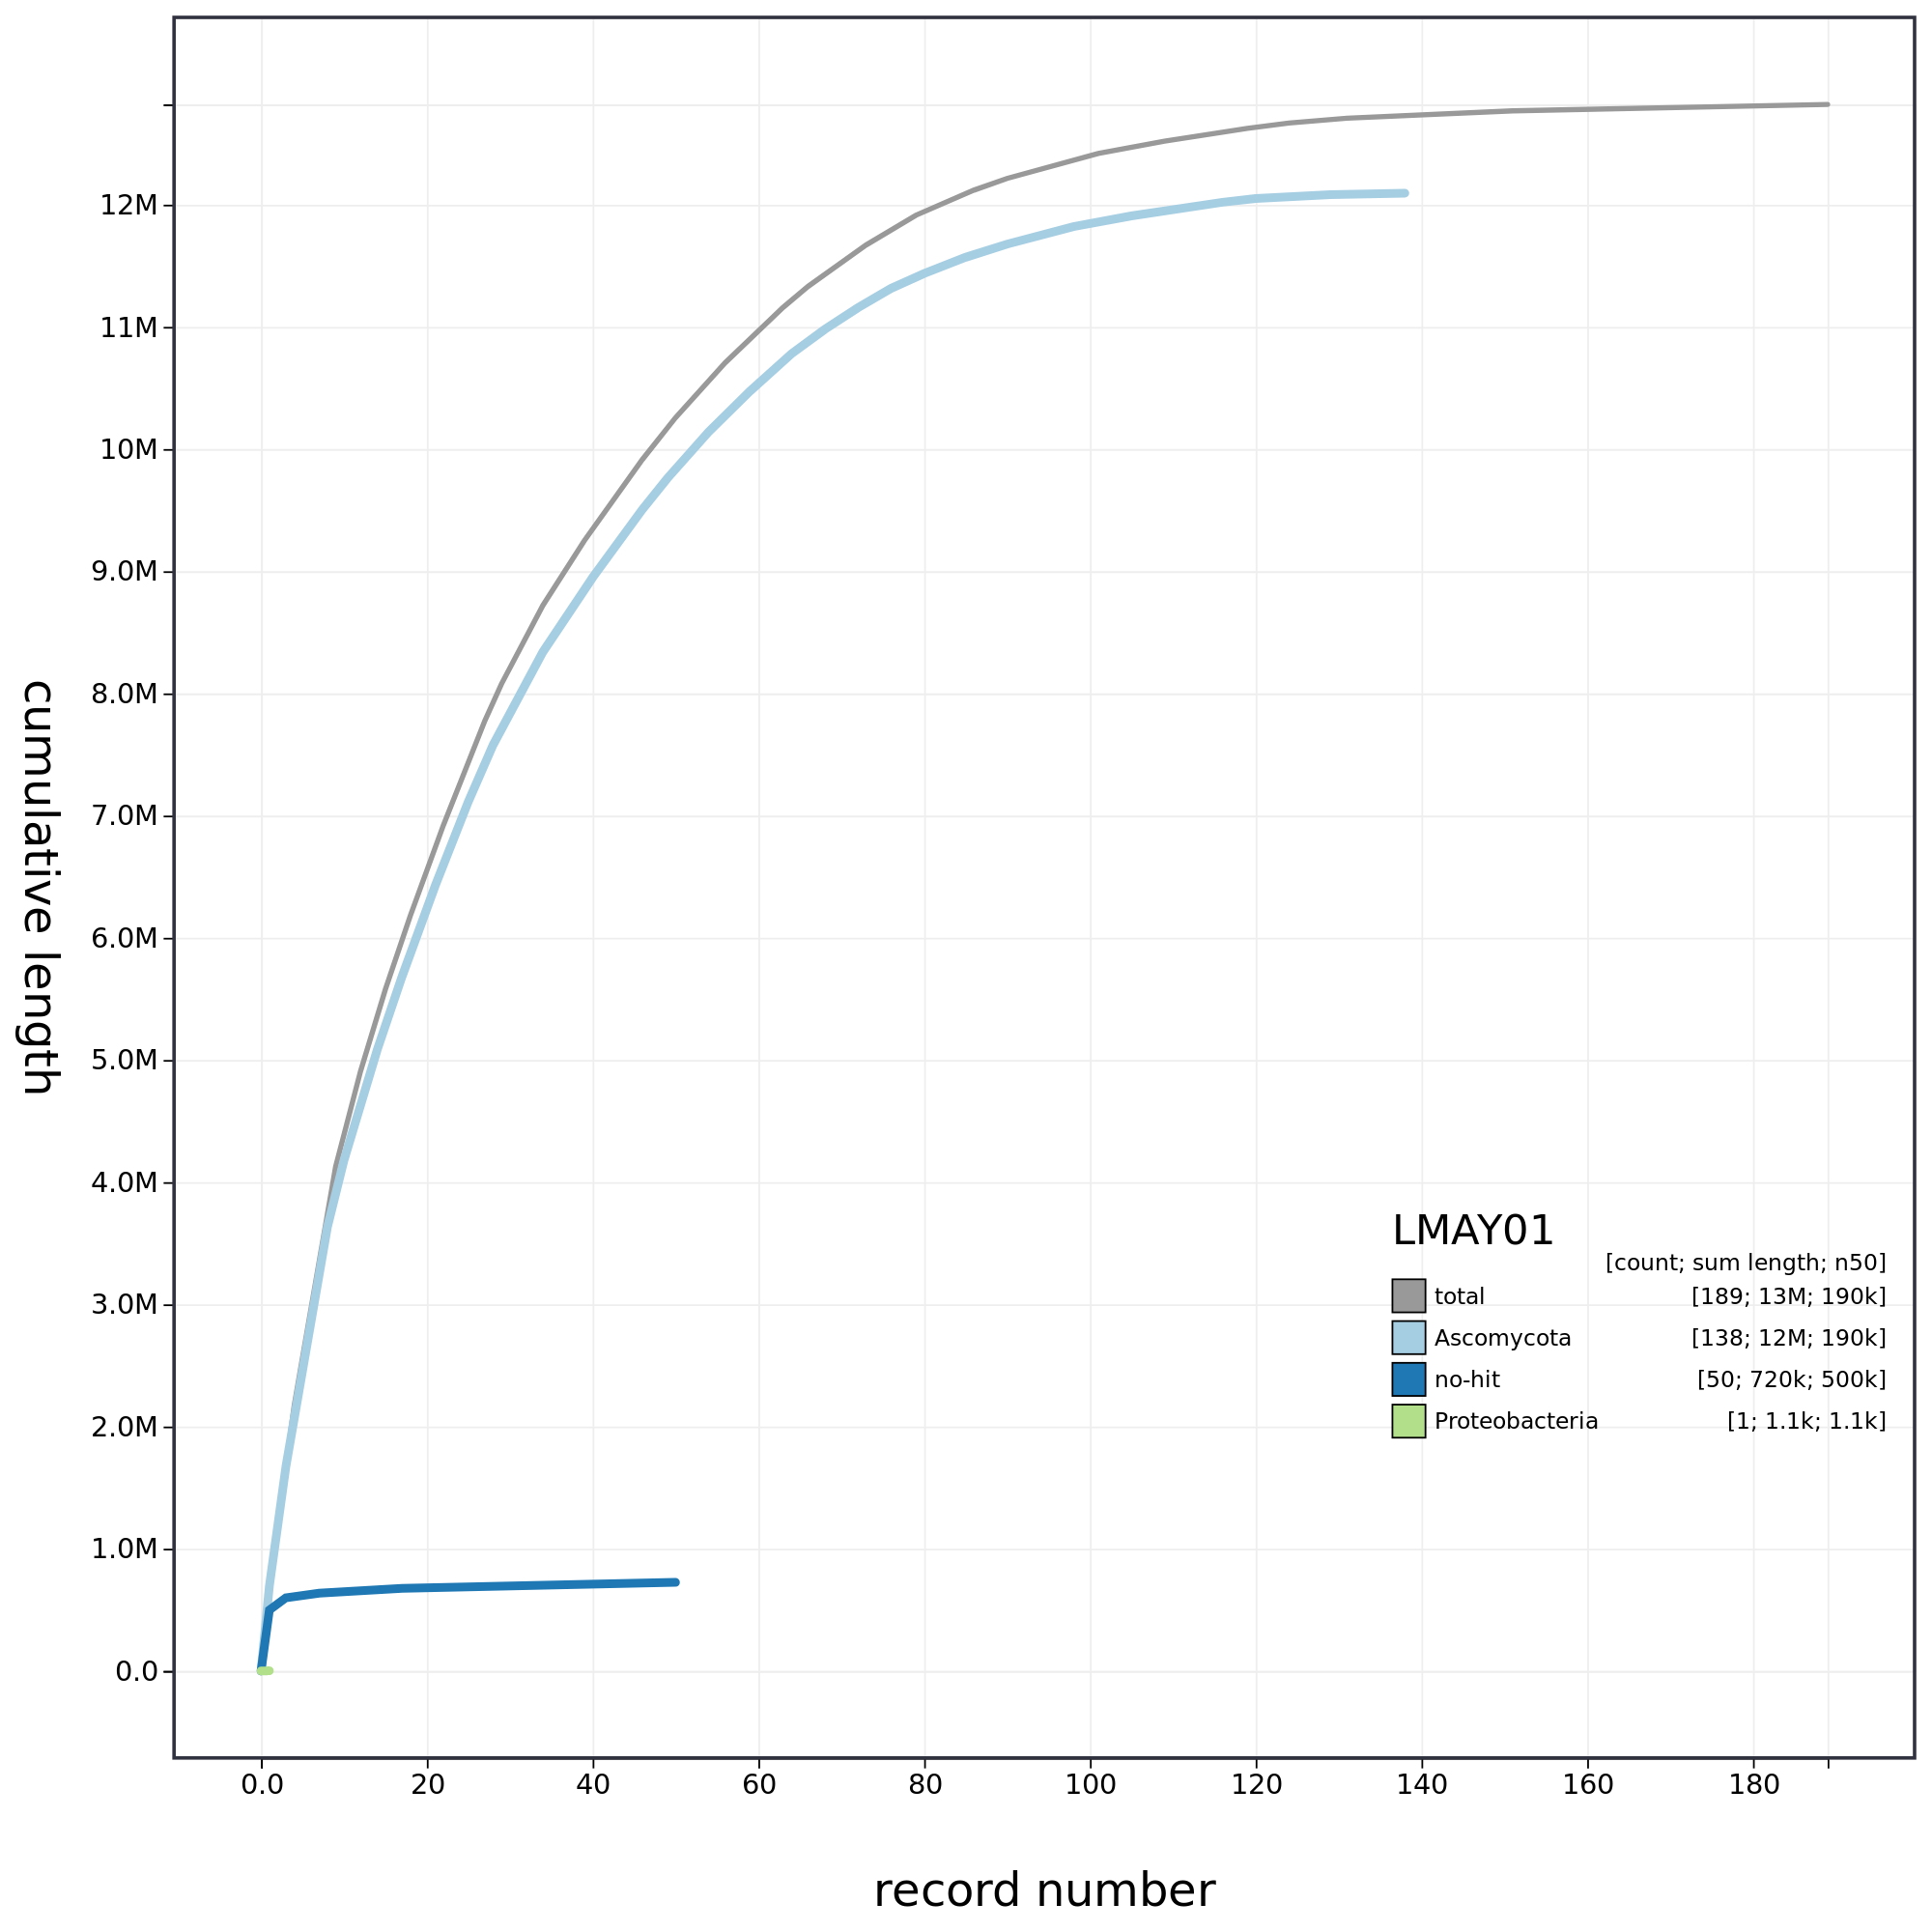 cumulative length
12M
11M
10M
9.0M
8.0M
7.0M
6.0M
5.0M
4.0M
3.0M
2.0M
1.0M
0.0
LMAY01
[count; sum length; n50]
total [189; 13M; 190k]
Ascomycota [138; 12M; 190k]
no-hit [50; 720k; 500k]
Proteobacteria [1; 1.1k; 1.1k]
0.0 20 40 60 80 100 120 140 160 180
record number